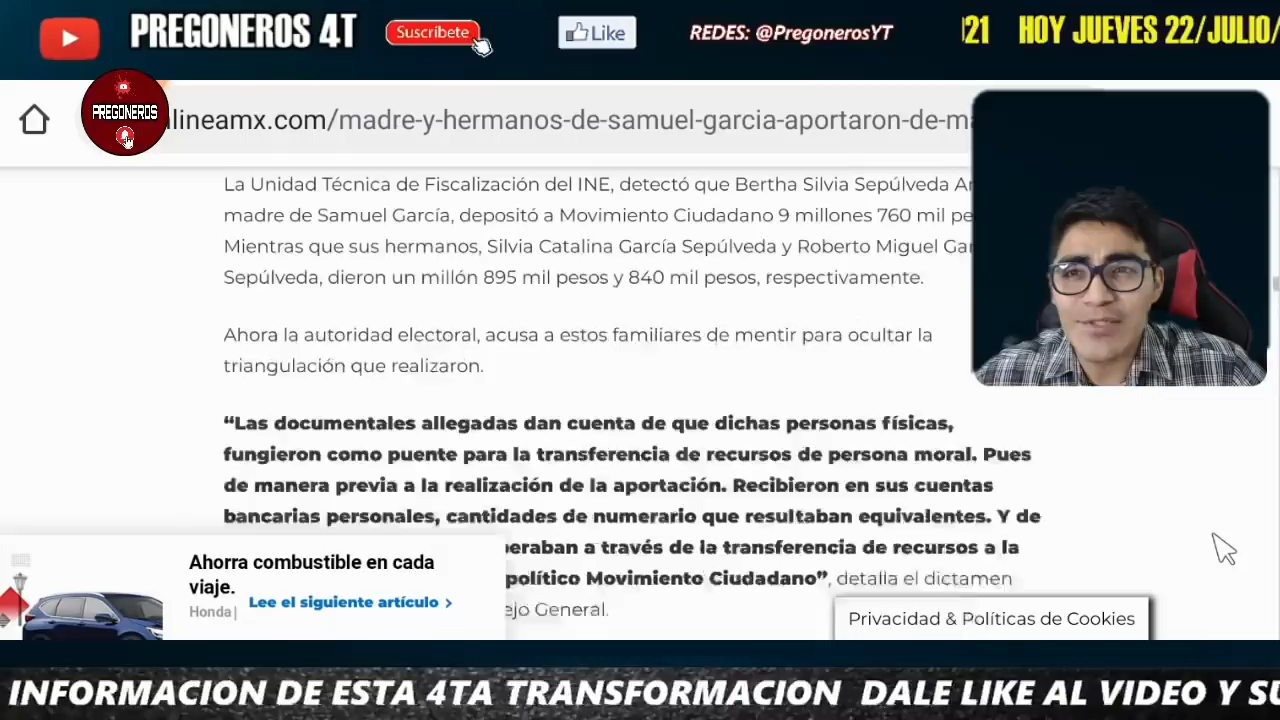 PREGONEROS 4T
Suscríbete
Like
REDES: @PregonerosYT
21 HOY JUEVES 22/JULIO/
PREGONEROS
lineamx.com/madre-y-hermanos-de-samuel-garcia-aportaron-de-ma
La Unidad Técnica de Fiscalización del INE, detectó que Bertha Silvia Sepúlveda
madre de Samuel García, depositó a Movimiento Ciudadano 9 millones 760 mil pe
Mientras que sus hermanos, Silvia Catalina García Sepúlveda y Roberto Miguel Gar
Sepúlveda, dieron un millón 895 mil pesos y 840 mil pesos, respectivamente.
Ahora la autoridad electoral, acusa a estos familiares de mentir para ocultar la
triangulación que realizaron.
“Las documentales allegadas dan cuenta de que dichas personas físicas,
fungieron como puente para la transferencia de recursos de persona moral. Pues
de manera previa a la realización de la aportación. Recibieron en sus cuentas
bancarias personales, cantidades de numerario que resultaban equivalentes. Y de
peraban a través de la transferencia de recursos a la
político Movimiento Ciudadano”, detalla el dictamen
ejo General.
Ahorra combustible en cada
viaje.
Honda|
Lee el siguiente artículo >
Privacidad & Políticas de Cookies
INFORMACION DE ESTA 4TA TRANSFORMACION DALE LIKE AL VIDEO Y SU